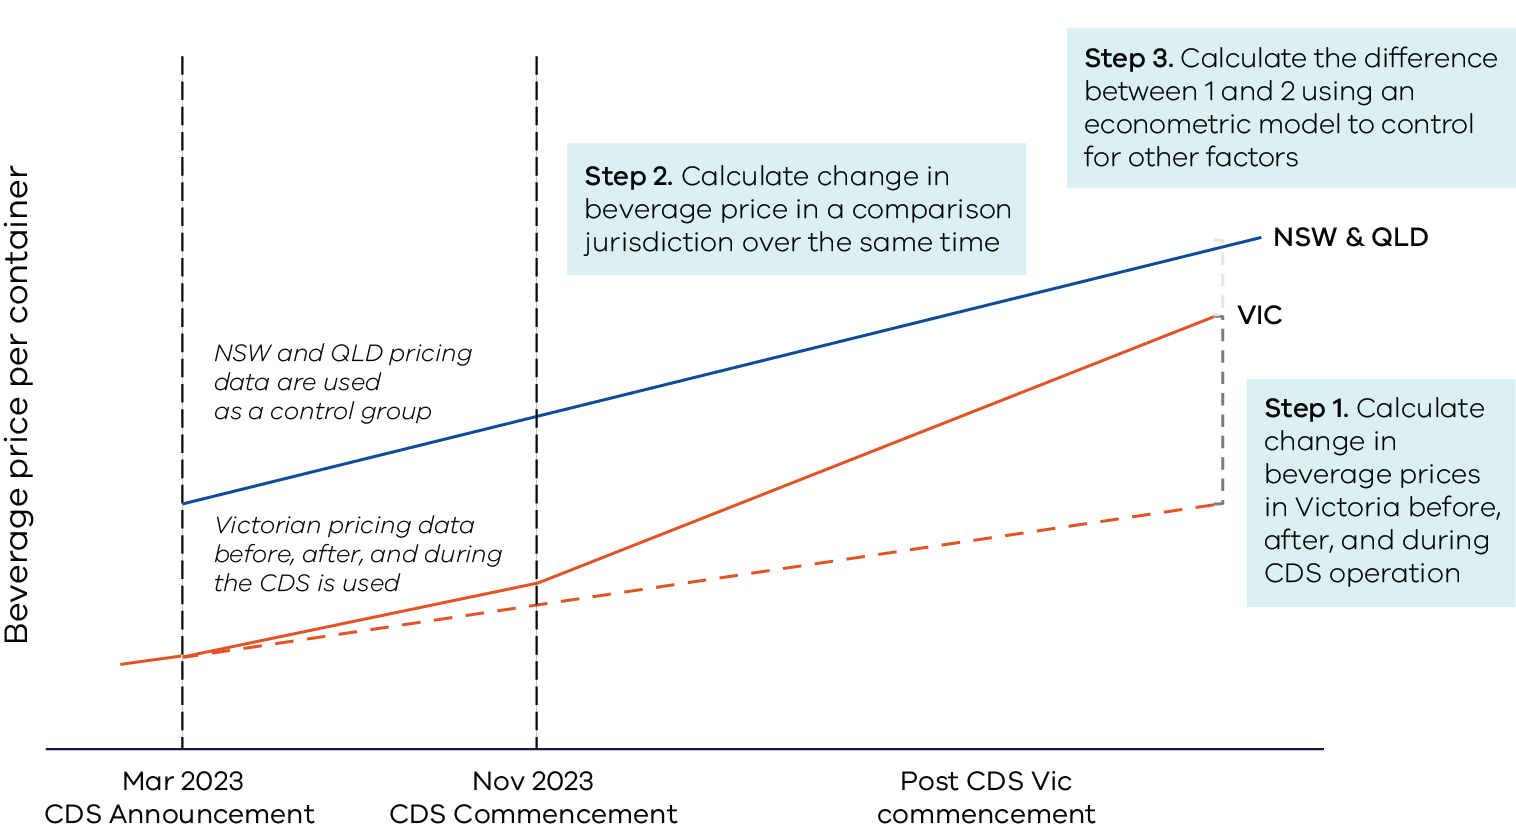 Step 3. Calculate the difference
between 1 and 2 using an
econometric model to control
for other factors
Step 2. Calculate change in
beverage price in a comparison
jurisdiction over the same time
NSW & QLD
VIC
Beverage price per container
NSW and QLD pricing
data are used
as a control group
Step 1. Calculate
change in
beverage prices
in Victoria before,
after, and during
CDS operation
Victorian pricing data
before, after, and during
the CDS is used
Mar 2023
CDS Announcement
Nov 2023
CDS Commencement
Post CDS Vic
commencement